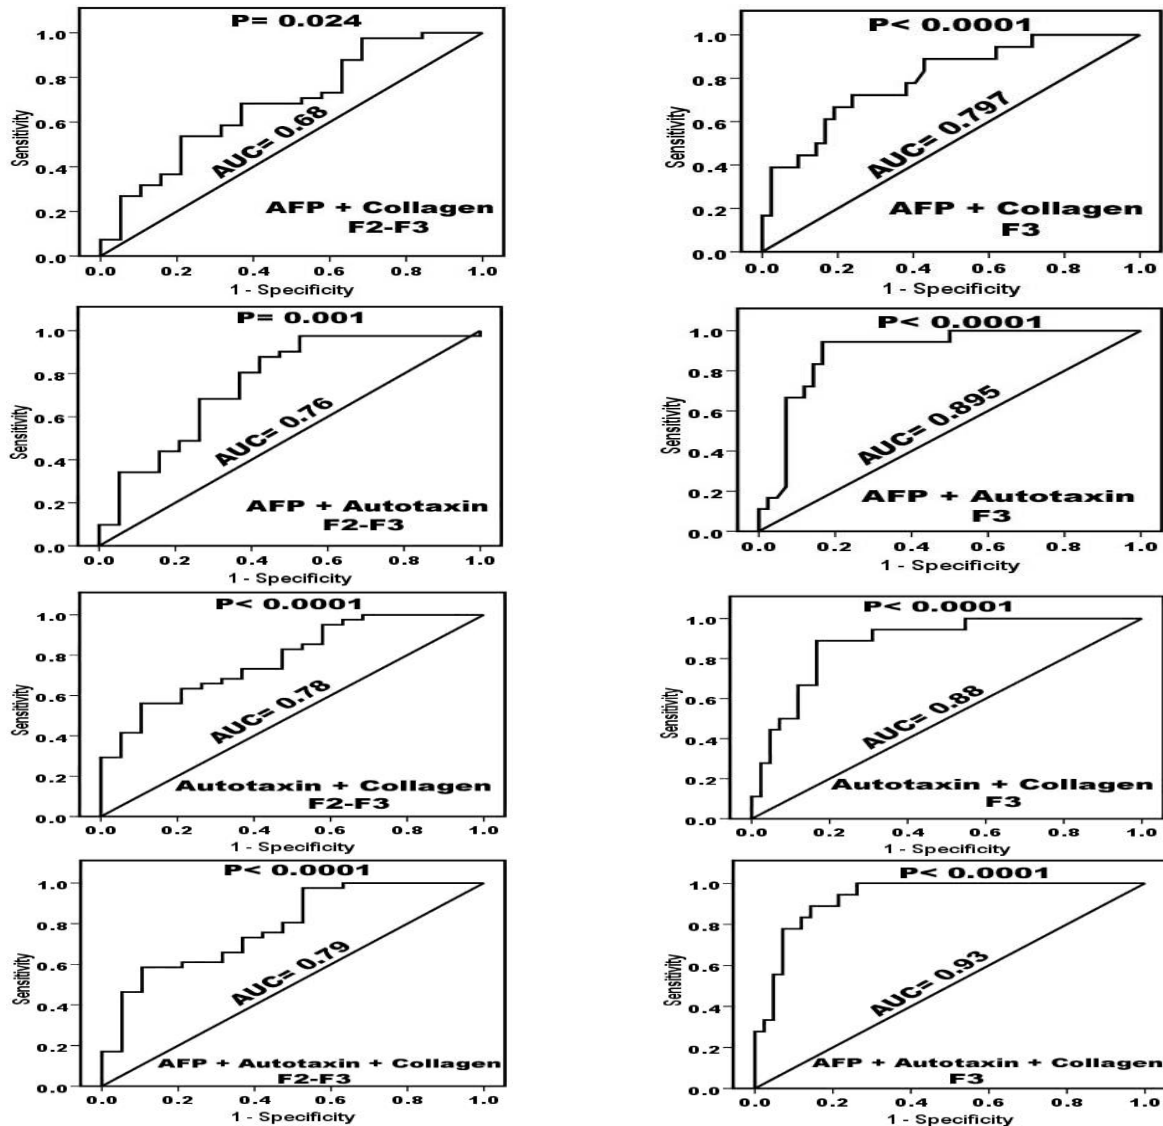 P= 0.024
1.0
0.8
0.6
0.4
0.2
0.0
Sensitivity
AUC= 0.68
AFP + Collagen
F2-F3
0.0 0.2 0.4 0.6 0.8 1.0
1 - Specificity
P< 0.0001
1.0
0.8
0.6
0.4
0.2
0.0
Sensitivity
AUC= 0.797
AFP + Collagen
F3
0.0 0.2 0.4 0.6 0.8 1.0
1 - Specificity
P= 0.001
1.0
0.8
0.6
0.4
0.2
0.0
Sensitivity
AUC= 0.76
AFP + Autotaxin
F2-F3
0.0 0.2 0.4 0.6 0.8 1.0
1 - Specificity
P< 0.0001
1.0
0.8
0.6
0.4
0.2
0.0
Sensitivity
AUC= 0.895
AFP + Autotaxin
F3
0.0 0.2 0.4 0.6 0.8 1.0
1 - Specificity
P< 0.0001
1.0
0.8
0.6
0.4
0.2
0.0
Sensitivity
AUC= 0.78
Autotaxin + Collagen
F2-F3
0.0 0.2 0.4 0.6 0.8 1.0
1 - Specificity
P< 0.0001
1.0
0.8
0.6
0.4
0.2
0.0
Sensitivity
AUC= 0.88
Autotaxin + Collagen
F3
0.0 0.2 0.4 0.6 0.8 1.0
1 - Specificity
P< 0.0001
1.0
0.8
0.6
0.4
0.2
0.0
Sensitivity
AUC= 0.79
AFP + Autotaxin + Collagen
F2-F3
0.0 0.2 0.4 0.6 0.8 1.0
1 - Specificity
P< 0.0001
1.0
0.8
0.6
0.4
0.2
0.0
Sensitivity
AUC= 0.93
AFP + Autotaxin + Collagen
F3
0.0 0.2 0.4 0.6 0.8 1.0
1 - Specificity